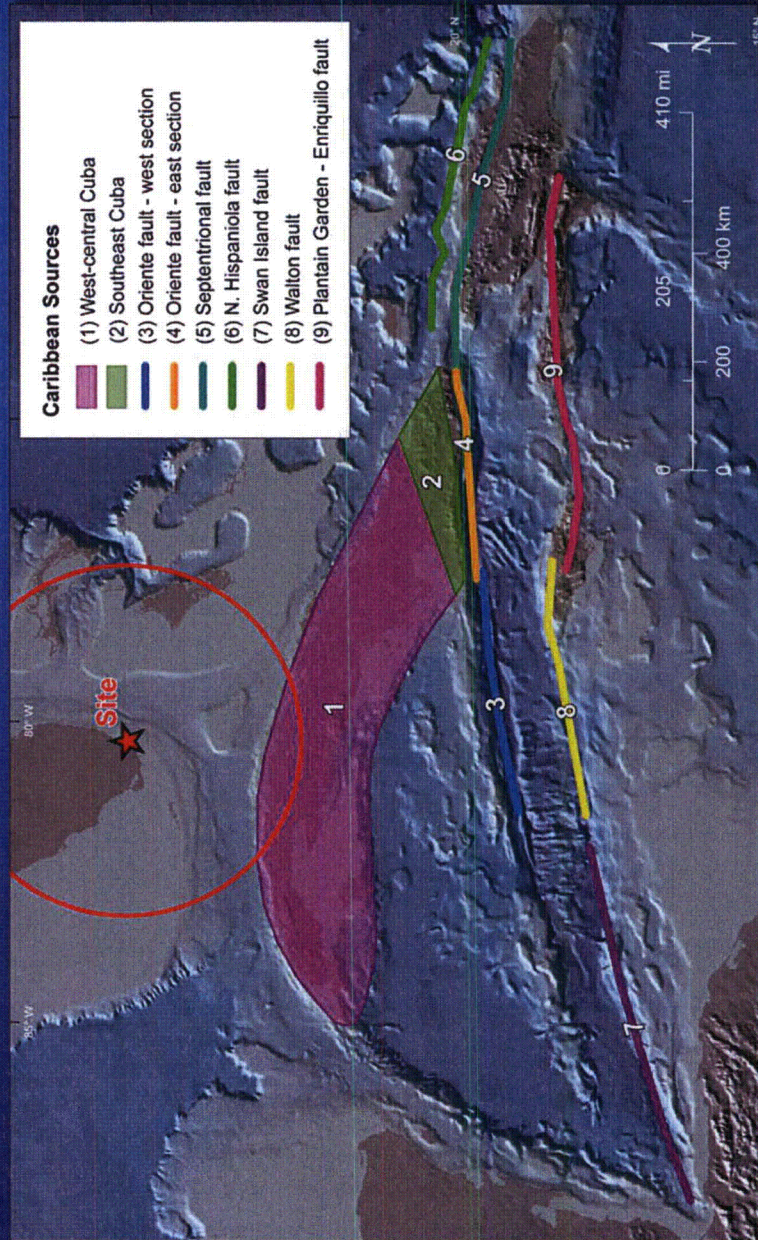 Caribbean Sources
(1) West-central Cuba
(2) Southeast Cuba
(3) Oriente fault - west section
(4) Oriente fault - east section
(5) Septentrional fault
(6) N. Hispaniola fault
(7) Swan Island fault
(8) Walton fault
(9) Plantain Garden - Enriquillo fault
85° W
80° W
Site
20° N
15° N
1
2
3
4
5
6
7
8
9
0 205 410 mi
0 200 400 km
N